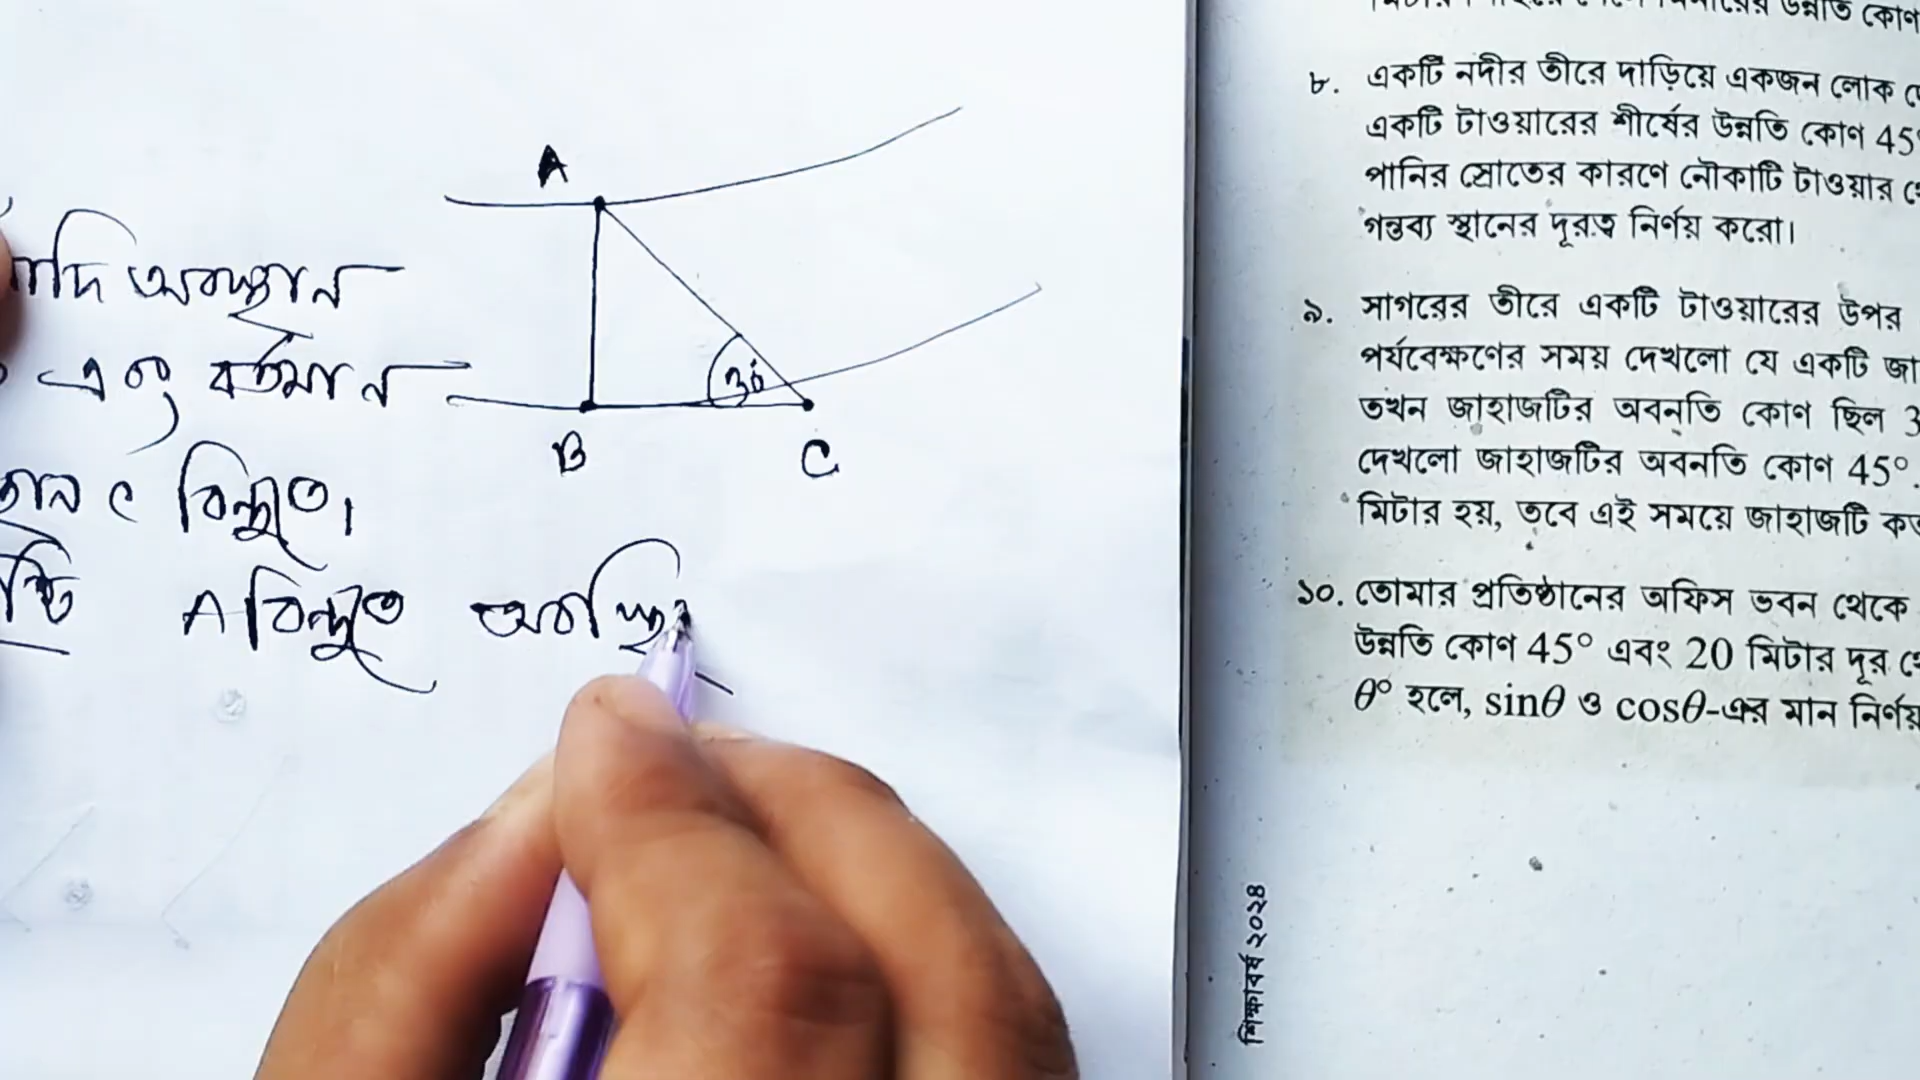 A
আদি অবস্থান
এবং বর্তমান
C বিন্দুতে।
A বিন্দুতে অবস্থি
30°
B
C
উন্নতি কোণ
৮. একটি নদীর তীরে দাড়িয়ে একজন লোক
একটি টাওয়ারের শীর্ষের উন্নতি কোণ 45°
পানির স্রোতের কারণে নৌকাটি টাওয়ার
গন্তব্য স্থানের দূরত্ব নির্ণয় করো।
৯. সাগরের তীরে একটি টাওয়ারের উপর
পর্যবেক্ষণের সময় দেখলো যে একটি
তখন জাহাজটির অবনতি কোণ ছিল 3
দেখলো জাহাজটির অবনতি কোণ 45°.
মিটার হয়, তবে এই সময়ে জাহাজটি
১০. তোমার প্রতিষ্ঠানের অফিস ভবন থেকে
উন্নতি কোণ 45° এবং 20 মিটার দূর
θ° হলে, sinθ ও cosθ-এর মান নির্ণয়
শিক্ষাবর্ষ ২০২৪